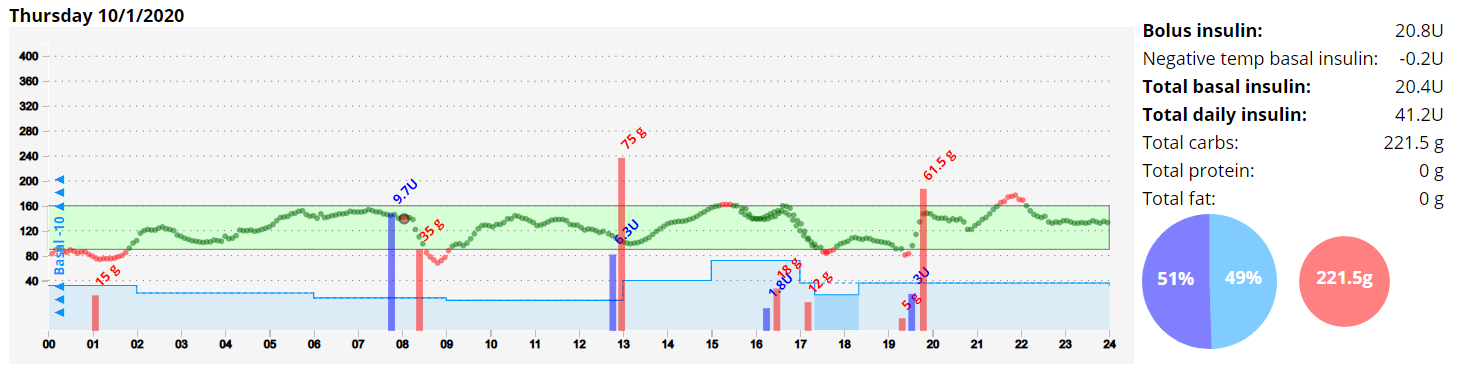 Thursday 10/1/2020
400
360
320
280
240
200
160
120
80
40
Basal -10
15 g
9.7U
35 g
6.3U
75 g
1.8U
18 g
12 g
5 g
3U
61.5 g
00 01 02 03 04 05 06 07 08 09 10 11 12 13 14 15 16 17 18 19 20 21 22 23 24
Bolus insulin: 20.8U
Negative temp basal insulin: -0.2U
Total basal insulin: 20.4U
Total daily insulin: 41.2U
Total carbs: 221.5 g
Total protein: 0 g
Total fat: 0 g
51% 49% 221.5g